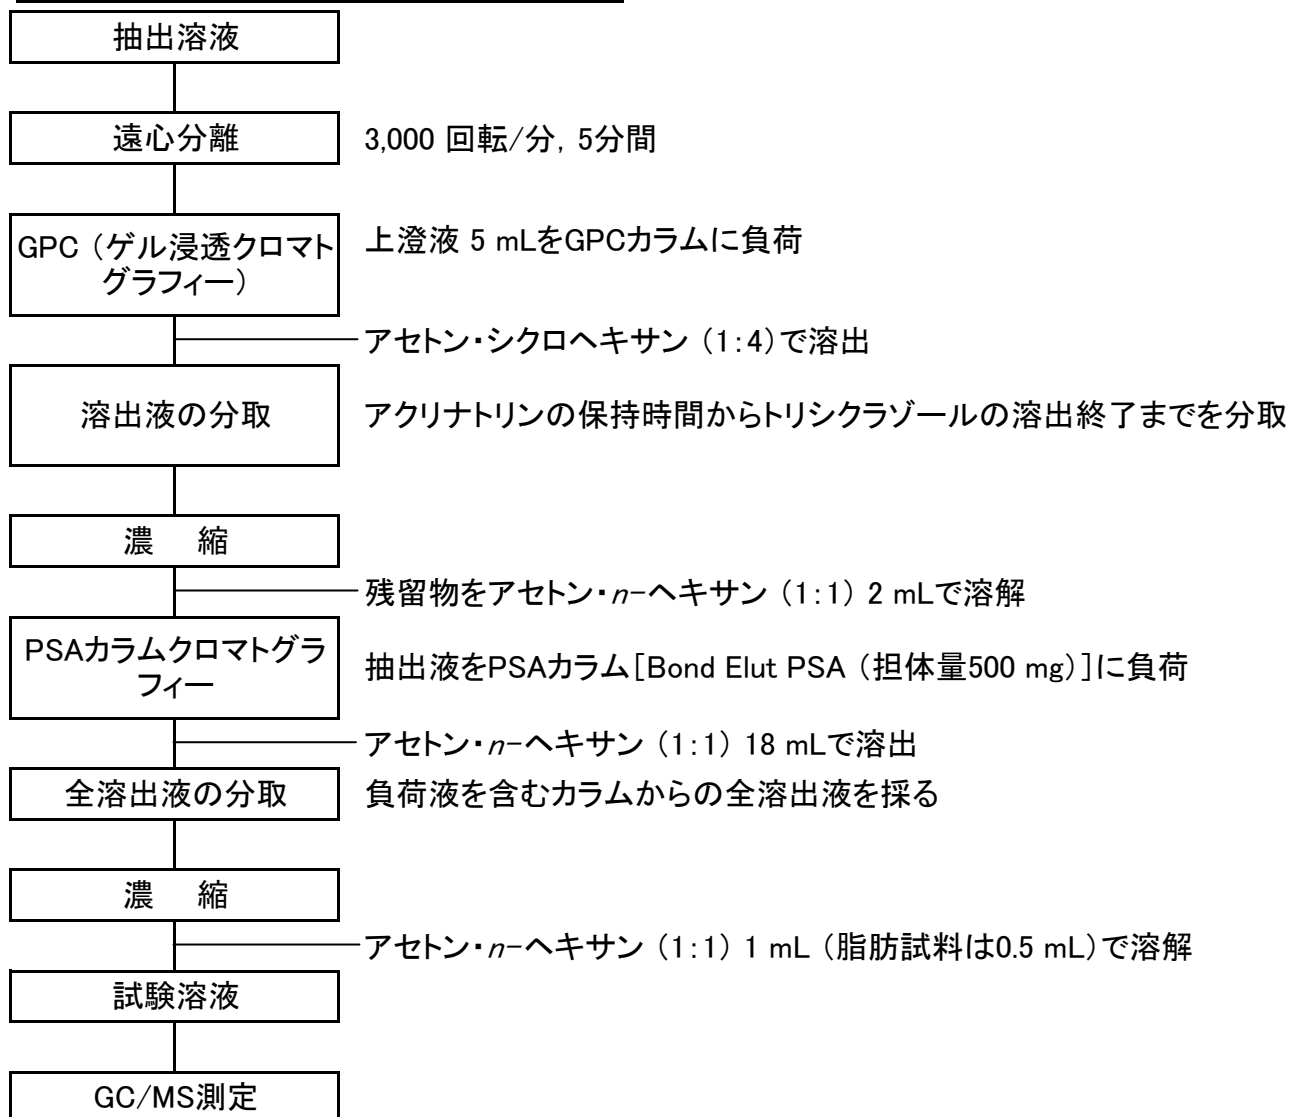 抽出溶液
遠心分離
3,000 回転/分, 5分間
GPC (ゲル浸透クロマト
グラフィー)
上澄液 5 mLをGPCカラムに負荷
アセトン・シクロヘキサン (1:4)で溶出
溶出液の分取
アクリナトリンの保持時間からトリシクラゾールの溶出終了までを分取
濃 縮
残留物をアセトン・n-ヘキサン (1:1) 2 mLで溶解
PSAカラムクロマトグラ
フィー
抽出液をPSAカラム[Bond Elut PSA (担体量500 mg)]に負荷
アセトン・n-ヘキサン (1:1) 18 mLで溶出
全溶出液の分取
負荷液を含むカラムからの全溶出液を採る
濃 縮
アセトン・n-ヘキサン (1:1) 1 mL (脂肪試料は0.5 mL)で溶解
試験溶液
GC/MS測定